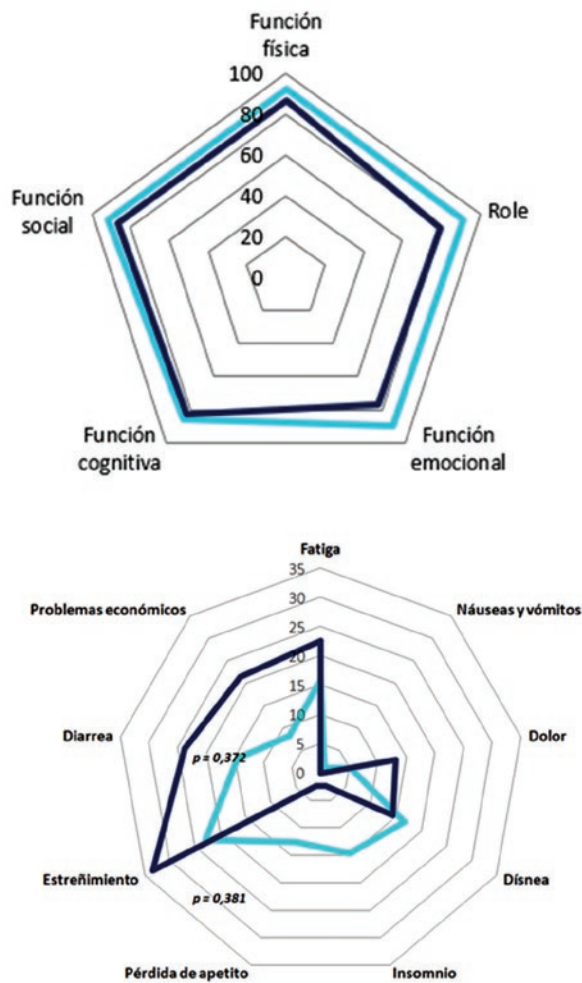 Función
física
100
80
60
40
20
0
Función
social
Role
Función
cognitiva
Función
emocional
Fatiga
35
30
25
20
15
10
5
0
Problemas económicos
Náuseas y vómitos
Diarrea
p = 0,372
Dolor
Estreñimiento
Dísnea
p = 0,381
Pérdida de apetito
Insomnio